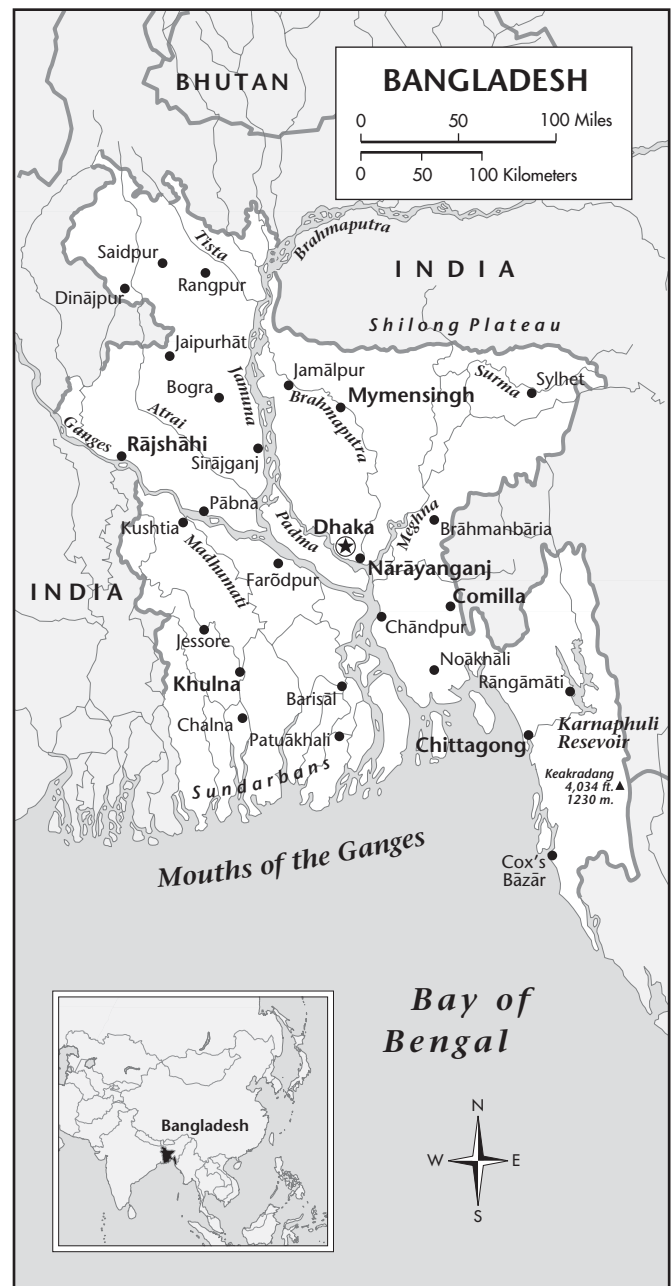 BHUTAN
BANGLADESH
0 50 100 Miles
0 50 100 Kilometers
Brahmaputra
Tista
Saidpur
Rangpur
Dinājpur
INDIA
Shilong Plateau
Jaipurhāt
Jamālpur
Surma
Sylhet
Bogra
Jamuna
Brahmaputra
Mymensingh
Atrai
Ganges
Rājshāhi
Sirājganj
Pābna
Padma
Dhaka
Meghna
Brāhmanbāria
Kushtia
Madhumati
Farōdpur
Nārāyanganj
INDIA
Comilla
Chāndpur
Jessore
Noākhāli
Khulna
Barisāl
Rāngāmāti
Chalna
Patuākhali
Chittagong
Karnaphuli
Resevoir
Sundarbans
Keakradang
4,034 ft.
1230 m.
Mouths of the Ganges
Cox's
Bāzār
Bay of
Bengal
Bangladesh
N
W E
S